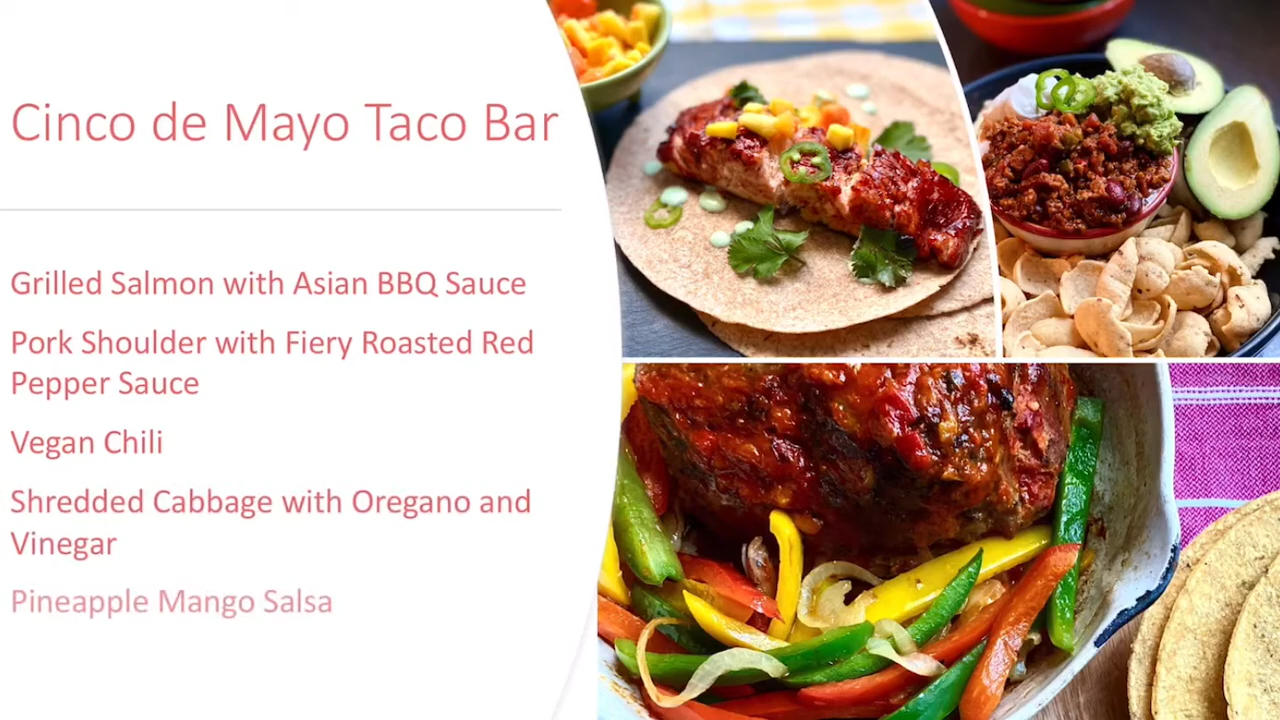 Cinco de Mayo Taco Bar
Grilled Salmon with Asian BBQ Sauce
Pork Shoulder with Fiery Roasted Red
Pepper Sauce
Vegan Chili
Shredded Cabbage with Oregano and
Vinegar
Pineapple Mango Salsa